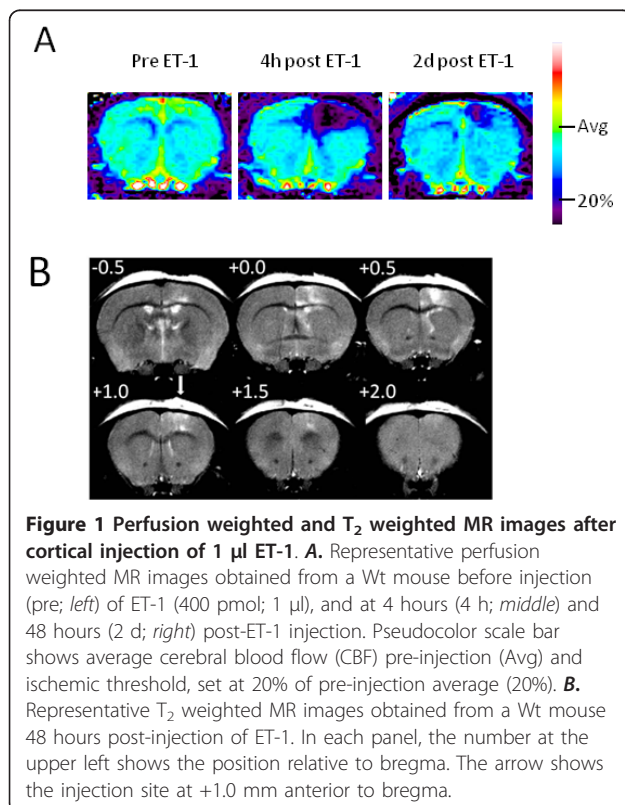 A
Pre ET-1 4h post ET-1 2d post ET-1
Avg
20%
B
-0.5 +0.0 +0.5
+1.0 +1.5 +2.0
Figure 1 Perfusion weighted and T₂ weighted MR images after
cortical injection of 1 μl ET-1. A. Representative perfusion
weighted MR images obtained from a Wt mouse before injection
(pre; left) of ET-1 (400 pmol; 1 μl), and at 4 hours (4 h; middle) and
48 hours (2 d; right) post-ET-1 injection. Pseudocolor scale bar
shows average cerebral blood flow (CBF) pre-injection (Avg) and
ischemic threshold, set at 20% of pre-injection average (20%). B.
Representative T₂ weighted MR images obtained from a Wt mouse
48 hours post-injection of ET-1. In each panel, the number at the
upper left shows the position relative to bregma. The arrow shows
the injection site at +1.0 mm anterior to bregma.